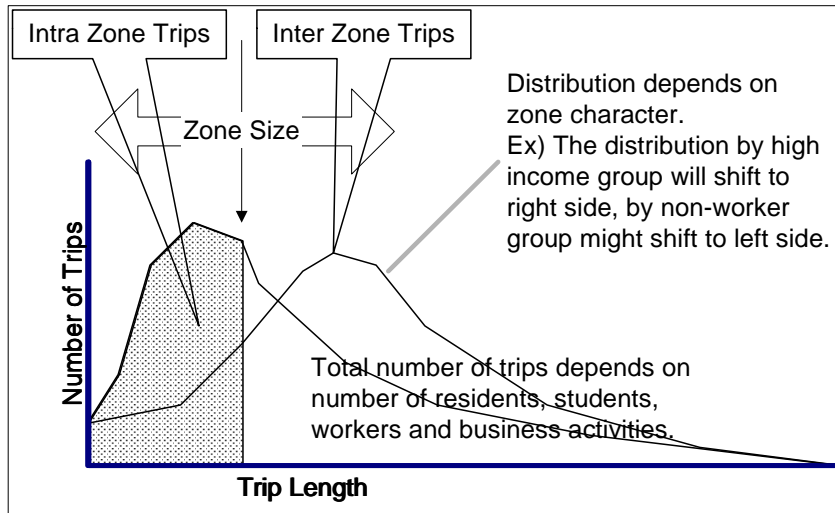 Intra Zone Trips
Inter Zone Trips
Zone Size
Distribution depends on
zone character.
Ex) The distribution by high
income group will shift to
right side, by non-worker
group might shift to left side.
Number of Trips
Total number of trips depends on
number of residents, students,
workers and business activities.
Trip Length